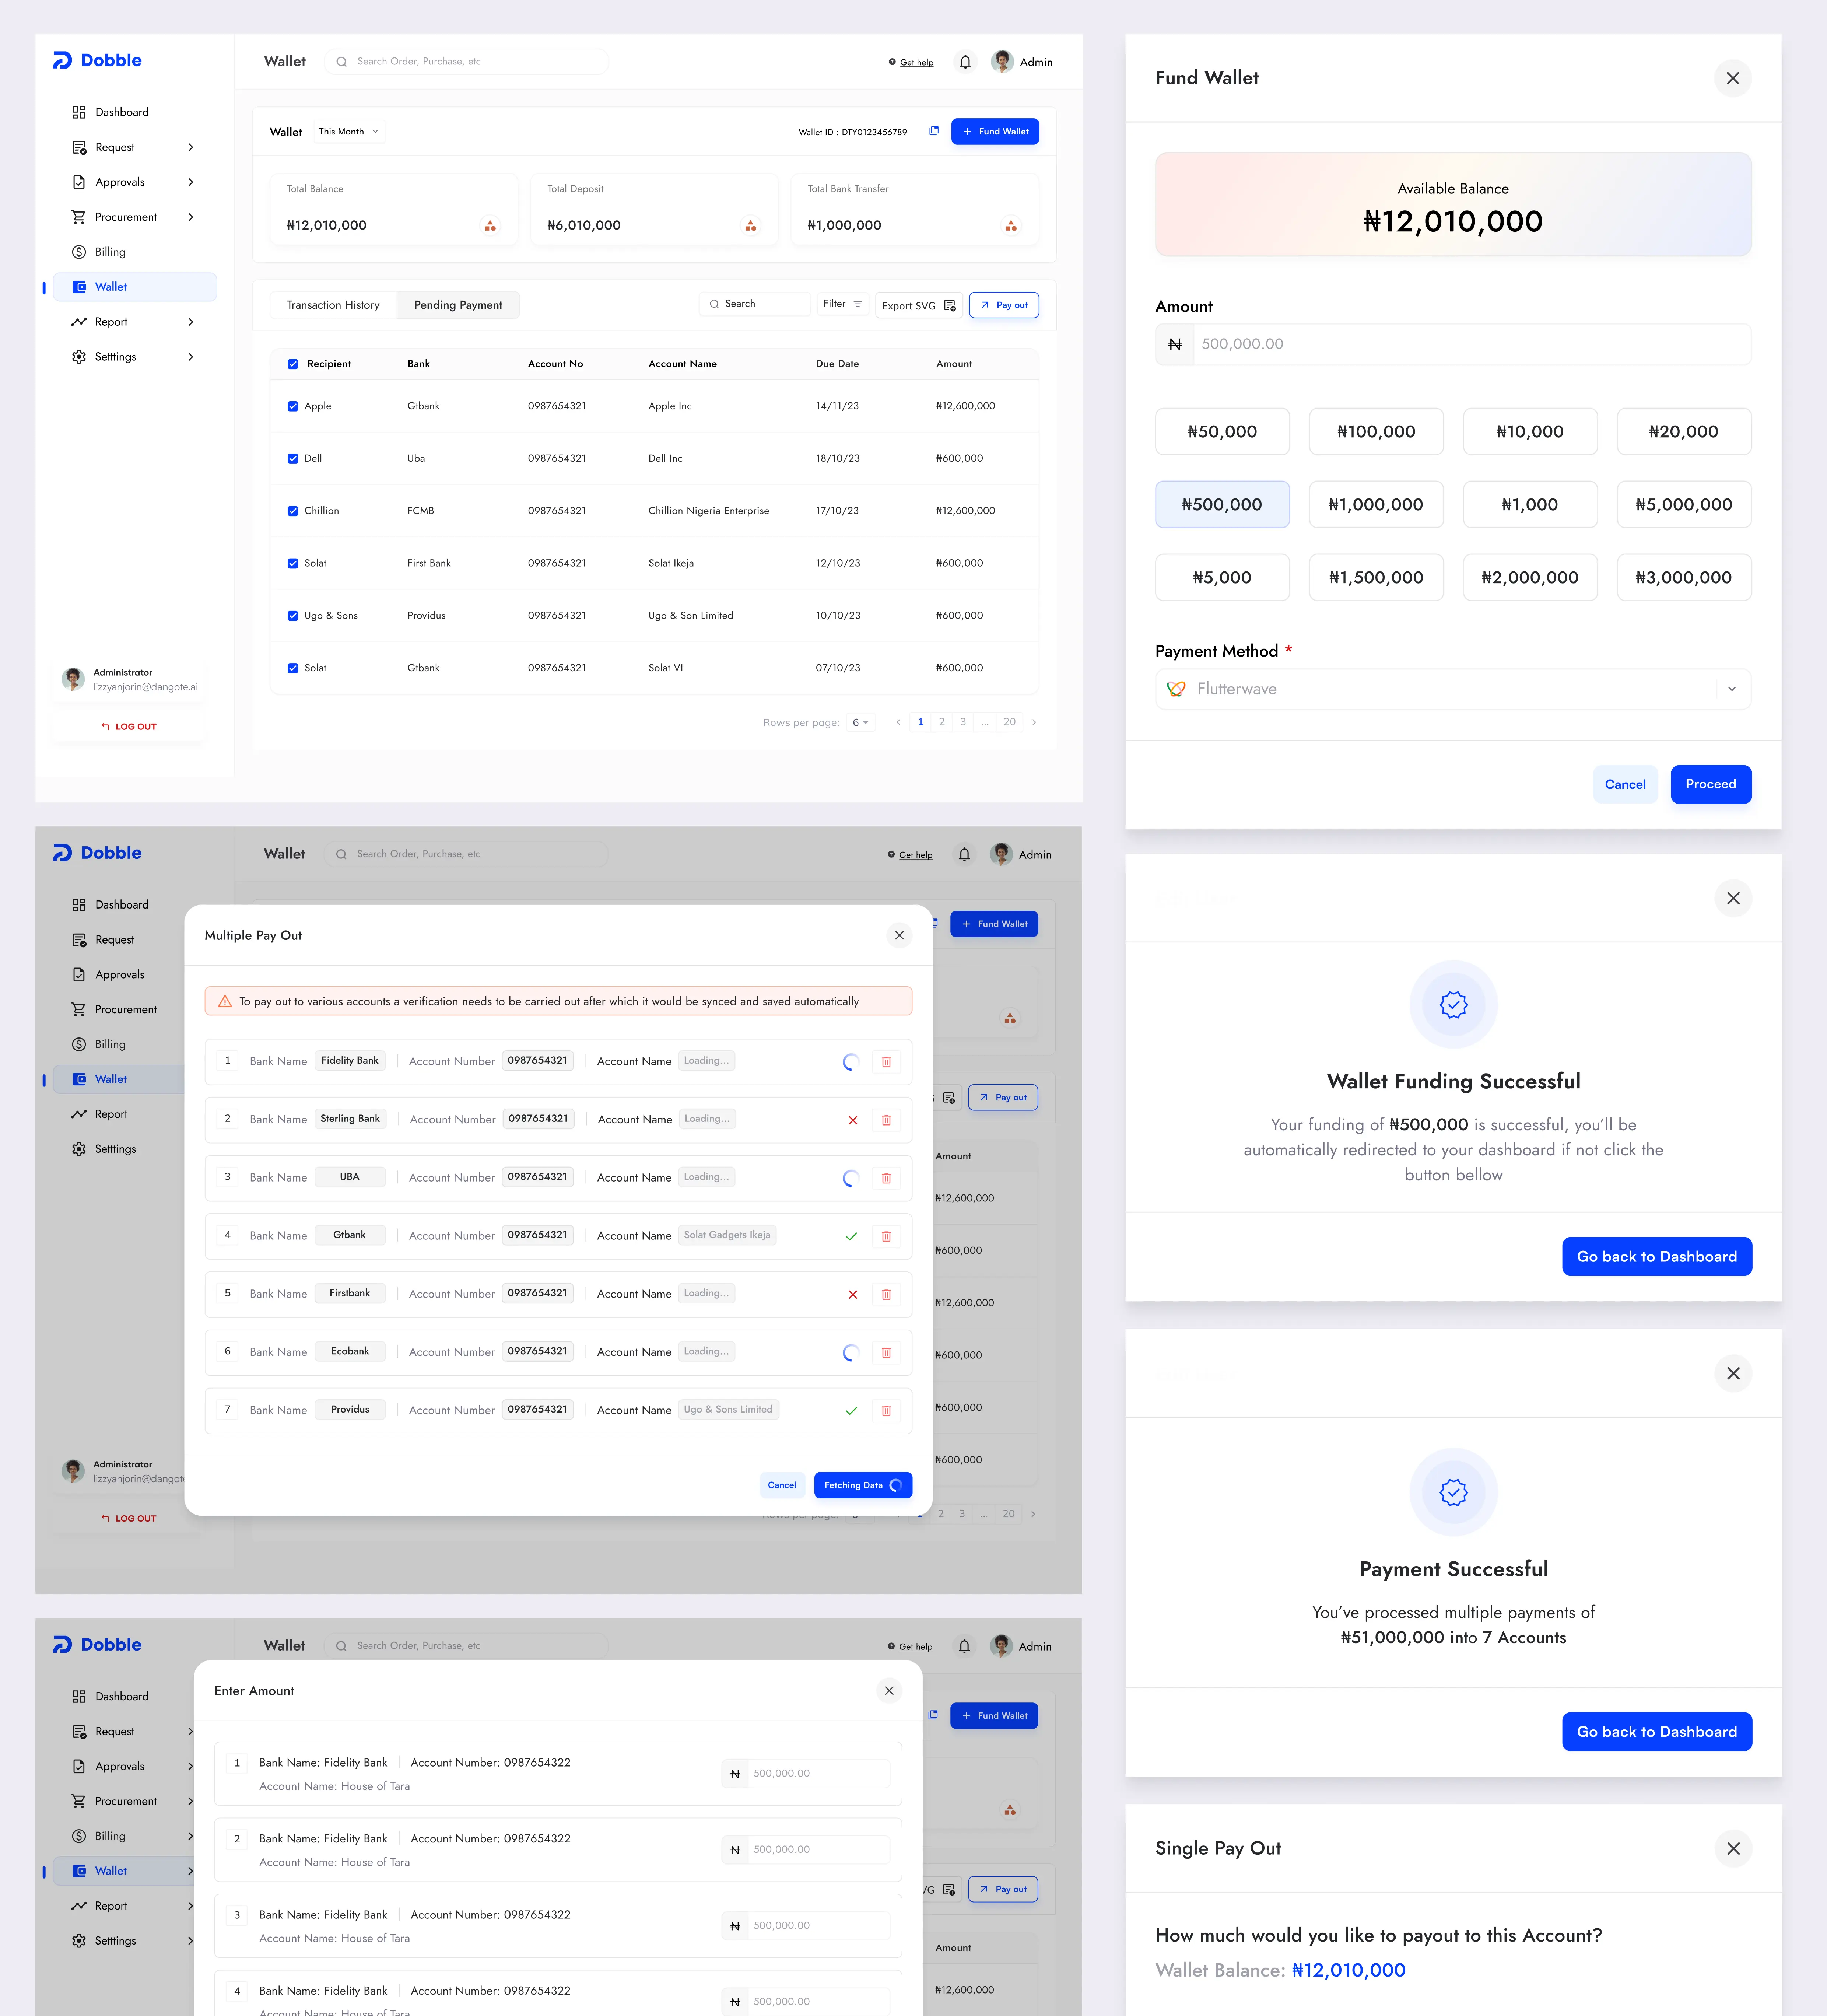 Dobble
Wallet
Search Order, Purchase, etc
Get help
Admin
Dashboard
Request
Approvals
Procurement
Billing
Wallet
Report
Setttings
Administrator
lizzyanjorin@dangote.ai
LOG OUT
Wallet This Month
Wallet ID : DTY0123456789
+ Fund Wallet
Total Balance
₦12,010,000
Total Deposit
₦6,010,000
Total Bank Transfer
₦1,000,000
Transaction History Pending Payment
Search
Filter
Export SVG
Pay out
Recipient Bank Account No Account Name Due Date Amount
Apple Gtbank 0987654321 Apple Inc 14/11/23 ₦12,600,000
Dell Uba 0987654321 Dell Inc 18/10/23 ₦600,000
Chillion FCMB 0987654321 Chillion Nigeria Enterprise 17/10/23 ₦12,600,000
Solat First Bank 0987654321 Solat Ikeja 12/10/23 ₦600,000
Ugo & Sons Providus 0987654321 Ugo & Son Limited 10/10/23 ₦600,000
Solat Gtbank 0987654321 Solat VI 07/10/23 ₦600,000
Rows per page: 6 1 2 3 ... 20
Fund Wallet
Available Balance
₦12,010,000
Amount
₦ 500,000.00
₦50,000 ₦100,000 ₦10,000 ₦20,000
₦500,000 ₦1,000,000 ₦1,000 ₦5,000,000
₦5,000 ₦1,500,000 ₦2,000,000 ₦3,000,000
Payment Method *
Flutterwave
Cancel Proceed
Dobble
Wallet
Search Order, Purchase, etc
Get help
Admin
Dashboard
Request
Approvals
Procurement
Billing
Wallet
Report
Setttings
Administrator
lizzyanjorin@dangote
LOG OUT
+ Fund Wallet
Pay out
Amount
₦12,600,000
₦600,000
₦12,600,000
₦600,000
₦600,000
₦600,000
2 3 ... 20
Multiple Pay Out
To pay out to various accounts a verification needs to be carried out after which it would be synced and saved automatically
1 Bank Name Fidelity Bank Account Number 0987654321 Account Name Loading...
2 Bank Name Sterling Bank Account Number 0987654321 Account Name Loading...
3 Bank Name UBA Account Number 0987654321 Account Name Loading...
4 Bank Name Gtbank Account Number 0987654321 Account Name Solat Gadgets Ikeja
5 Bank Name Firstbank Account Number 0987654321 Account Name Loading...
6 Bank Name Ecobank Account Number 0987654321 Account Name Loading...
7 Bank Name Providus Account Number 0987654321 Account Name Ugo & Sons Limited
Cancel Fetching Data
Wallet Funding Successful
Your funding of ₦500,000 is successful, you’ll be
automatically redirected to your dashboard if not click the
button bellow
Go back to Dashboard
Payment Successful
You’ve processed multiple payments of
₦51,000,000 into 7 Accounts
Go back to Dashboard
Dobble
Wallet
Search Order, Purchase, etc
Get help
Admin
Dashboard
Request
Approvals
Procurement
Billing
Wallet
Report
Setttings
+ Fund Wallet
VG
Pay out
Amount
₦12,600,000
Enter Amount
1 Bank Name: Fidelity Bank Account Number: 0987654322
Account Name: House of Tara
₦ 500,000.00
2 Bank Name: Fidelity Bank Account Number: 0987654322
Account Name: House of Tara
₦ 500,000.00
3 Bank Name: Fidelity Bank Account Number: 0987654322
Account Name: House of Tara
₦ 500,000.00
4 Bank Name: Fidelity Bank Account Number: 0987654322
Account Name: House of Tara
₦ 500,000.00
Single Pay Out
How much would you like to payout to this Account?
Wallet Balance: ₦12,010,000